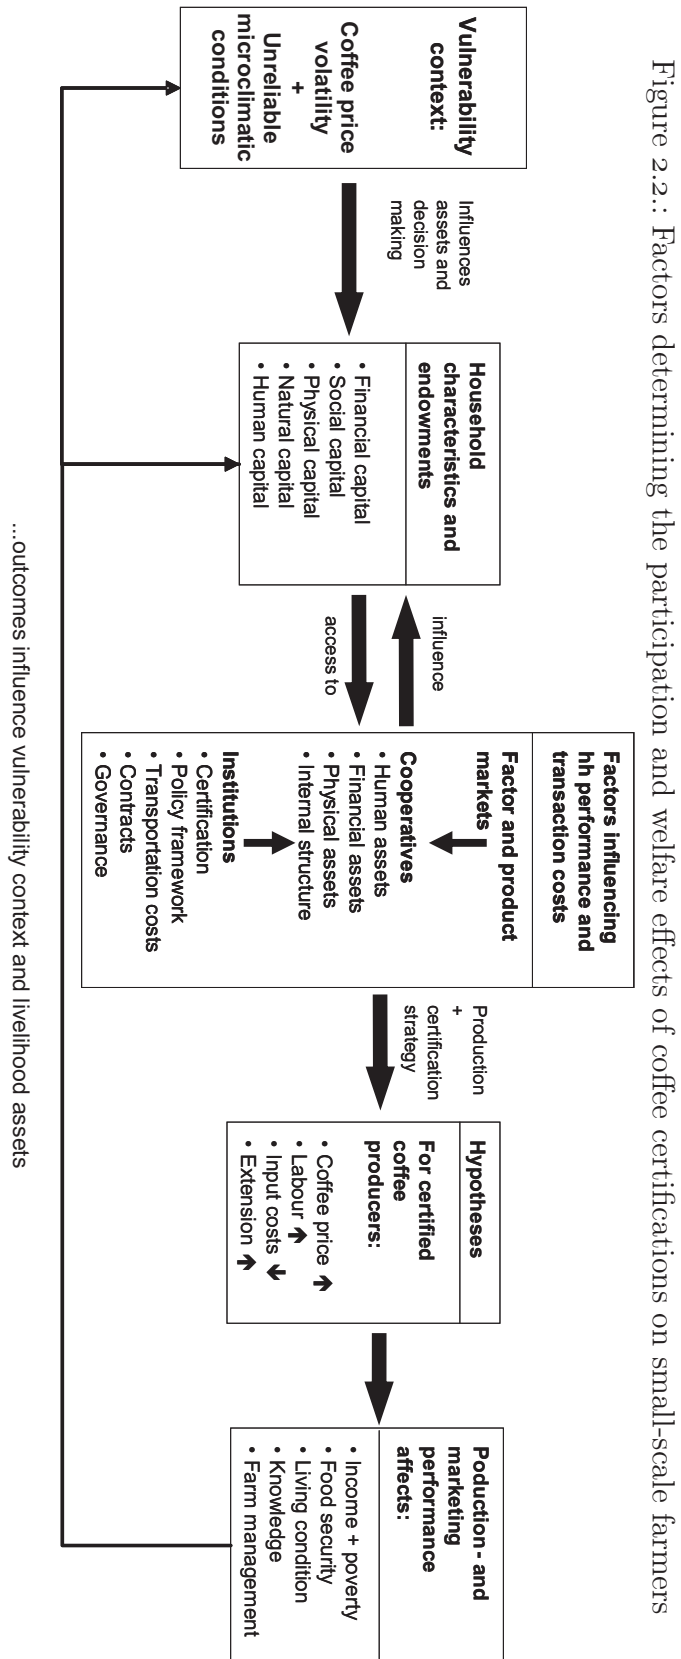 Figure 2.2.: Factors determining the participation and welfare effects of coffee certifications on small-scale farmers
Vulnerability
context:
Coffee price
volatility
+
Unreliable
microclimatic
conditions
Influences
assets and
decision
making
Household
characteristics and
endowments
• Financial capital
• Social capital
• Physical capital
• Natural capital
• Human capital
influence
access to
Factors influencing
hh performance and
transaction costs
Factor and product
markets
Cooperatives
• Human assets
• Financial assets
• Physical assets
• Internal structure
Institutions
• Certification
• Policy framework
• Transportation costs
• Contracts
• Governance
Production
+
certification
strategy
Hypotheses
For certified
coffee
producers:
• Coffee price ↑
• Labour ↑
• Input costs ↓
• Extension ↑
Poduction - and
marketing
performance
affects:
• Income + poverty
• Food security
• Living condition
• Knowledge
• Farm management
...outcomes influence vulnerability context and livelihood assets